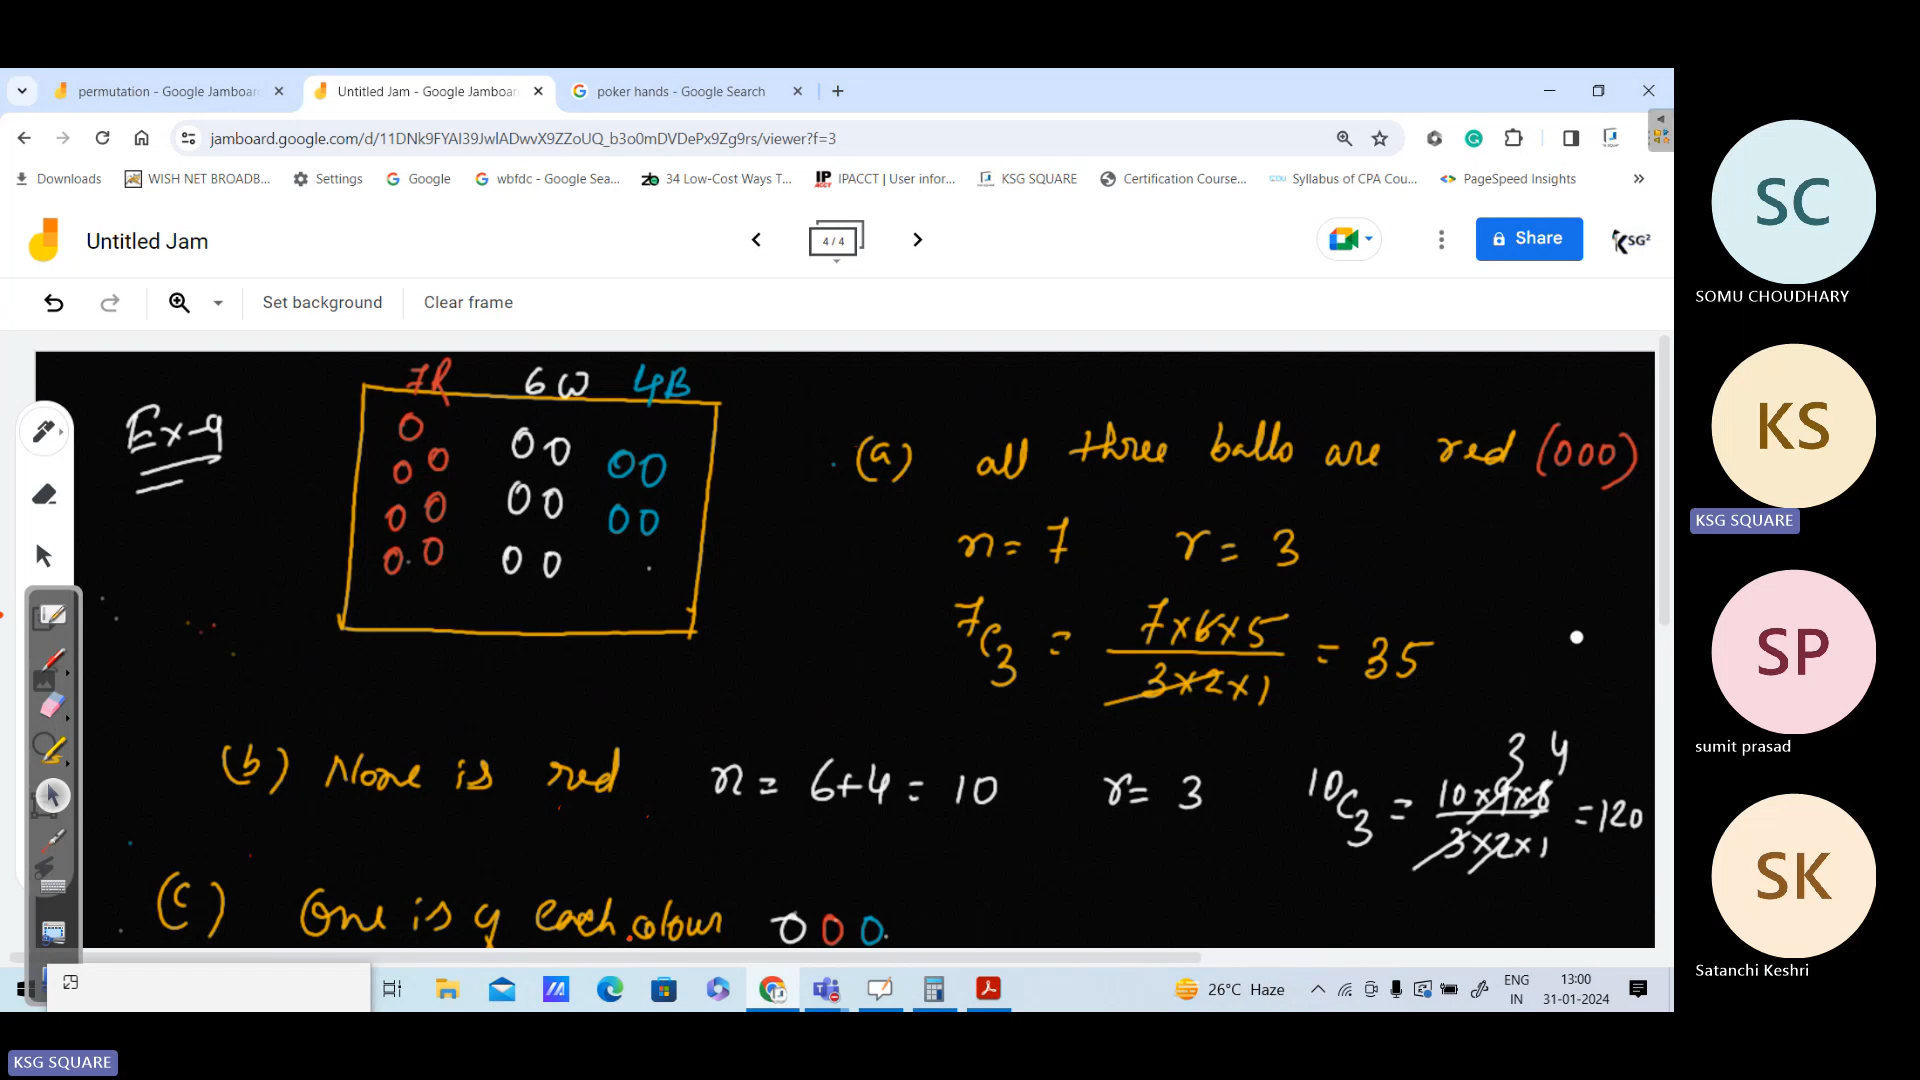 permutation - Google Jamboar
Untitled Jam - Google Jamboar
poker hands - Google Search
jamboard.google.com/d/11DNk9FYAI39JwlADwvX9ZZoUQ_b3o0mDVDePx9Zg9rs/viewer?f=3
Downloads
WISH NET BROADB...
Settings
Google
wbfdc - Google Sea...
34 Low-Cost Ways T...
IPACCT | User infor...
KSG SQUARE
Certification Course...
Syllabus of CPA Cou...
PageSpeed Insights
Untitled Jam
4 / 4
Share
KSG²
Set background
Clear frame
Ex-9
7R 6W 4B
(a) all three balls are red (000)
n = 7 r = 3
7C3 = 7×6×5 / 3×2×1 = 35
(b) None is red n = 6+4 = 10 r = 3 10C3 = 10×9×8 / 3×2×1 = 120
3 4
(c) One is of each colour 000
26°C Haze
ENG
IN
13:00
31-01-2024
SC
SOMU CHOUDHARY
KS
KSG SQUARE
SP
sumit prasad
SK
Satanchi Keshri
KSG SQUARE